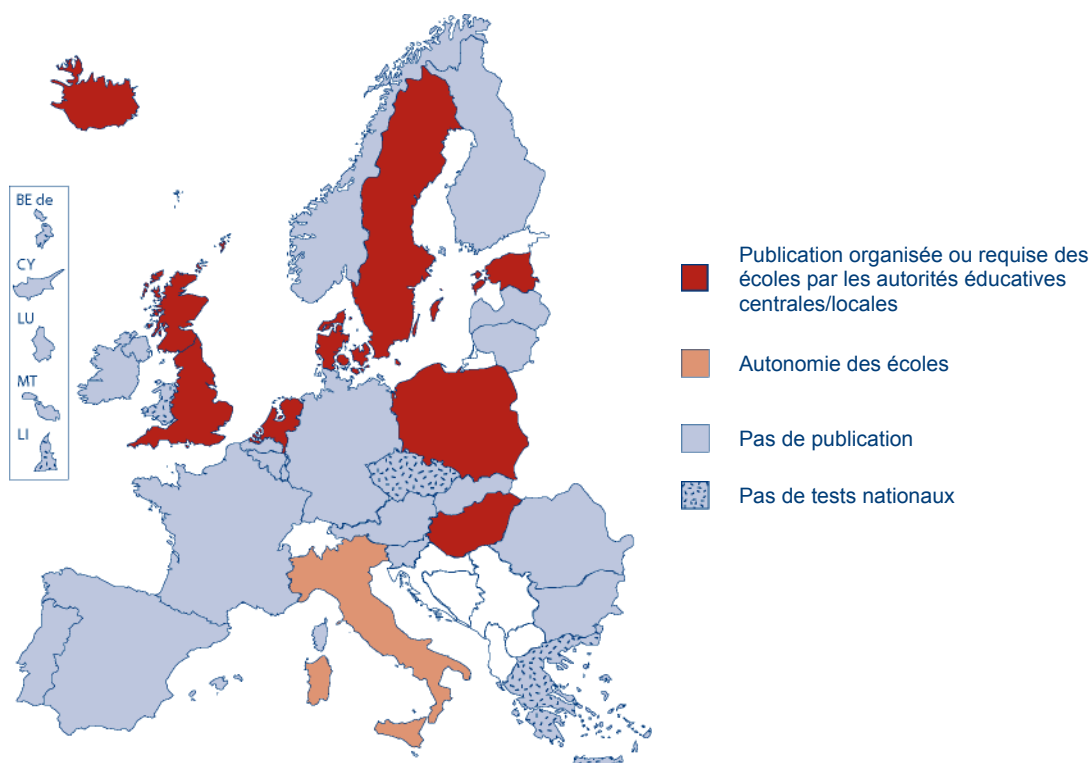 BE de
CY
LU
MT
LI
Publication organisée ou requise des
écoles par les autorités éducatives
centrales/locales
Autonomie des écoles
Pas de publication
Pas de tests nationaux